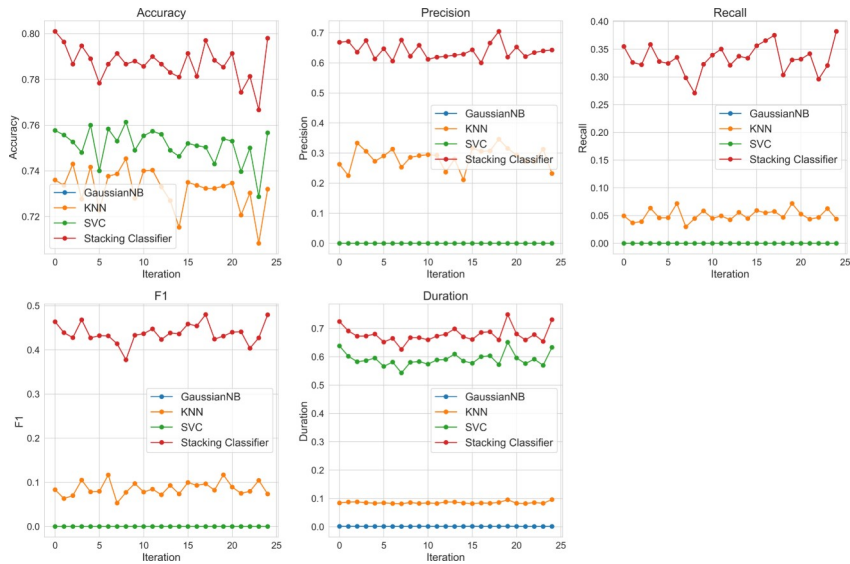 Accuracy
Accuracy
0.80
0.78
0.76
0.74
0.72
GaussianNB
KNN
SVC
Stacking Classifier
0 5 10 15 20 25
Iteration
Precision
Precision
0.7
0.6
0.5
0.4
0.3
0.2
0.1
0.0
GaussianNB
KNN
SVC
Stacking Classifier
0 5 10 15 20 25
Iteration
Recall
Recall
0.40
0.35
0.30
0.25
0.20
0.15
0.10
0.05
0.00
GaussianNB
KNN
SVC
Stacking Classifier
0 5 10 15 20 25
Iteration
F1
F1
0.5
0.4
0.3
0.2
0.1
0.0
GaussianNB
KNN
SVC
Stacking Classifier
0 5 10 15 20 25
Iteration
Duration
Duration
0.7
0.6
0.5
0.4
0.3
0.2
0.1
0.0
GaussianNB
KNN
SVC
Stacking Classifier
0 5 10 15 20 25
Iteration